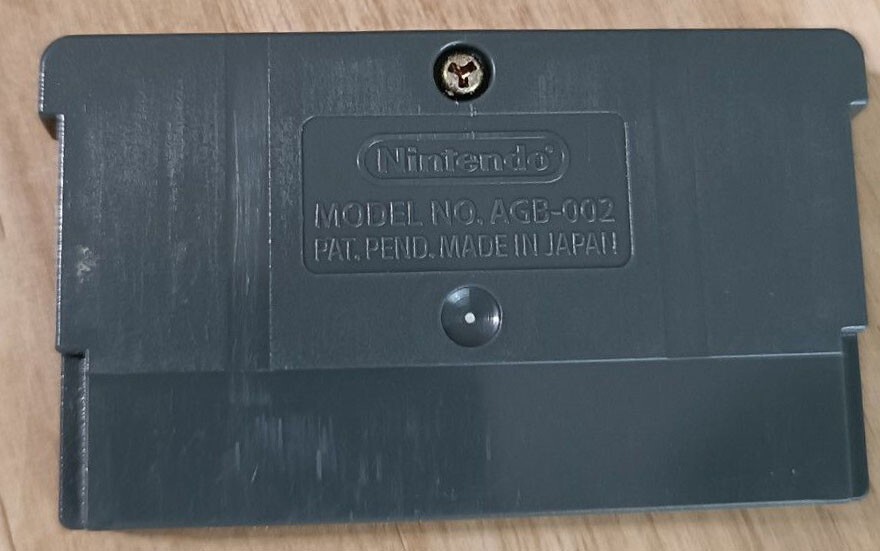 Nintendo®
MODEL NO. AGB-002
PAT. PEND. MADE IN JAPAN